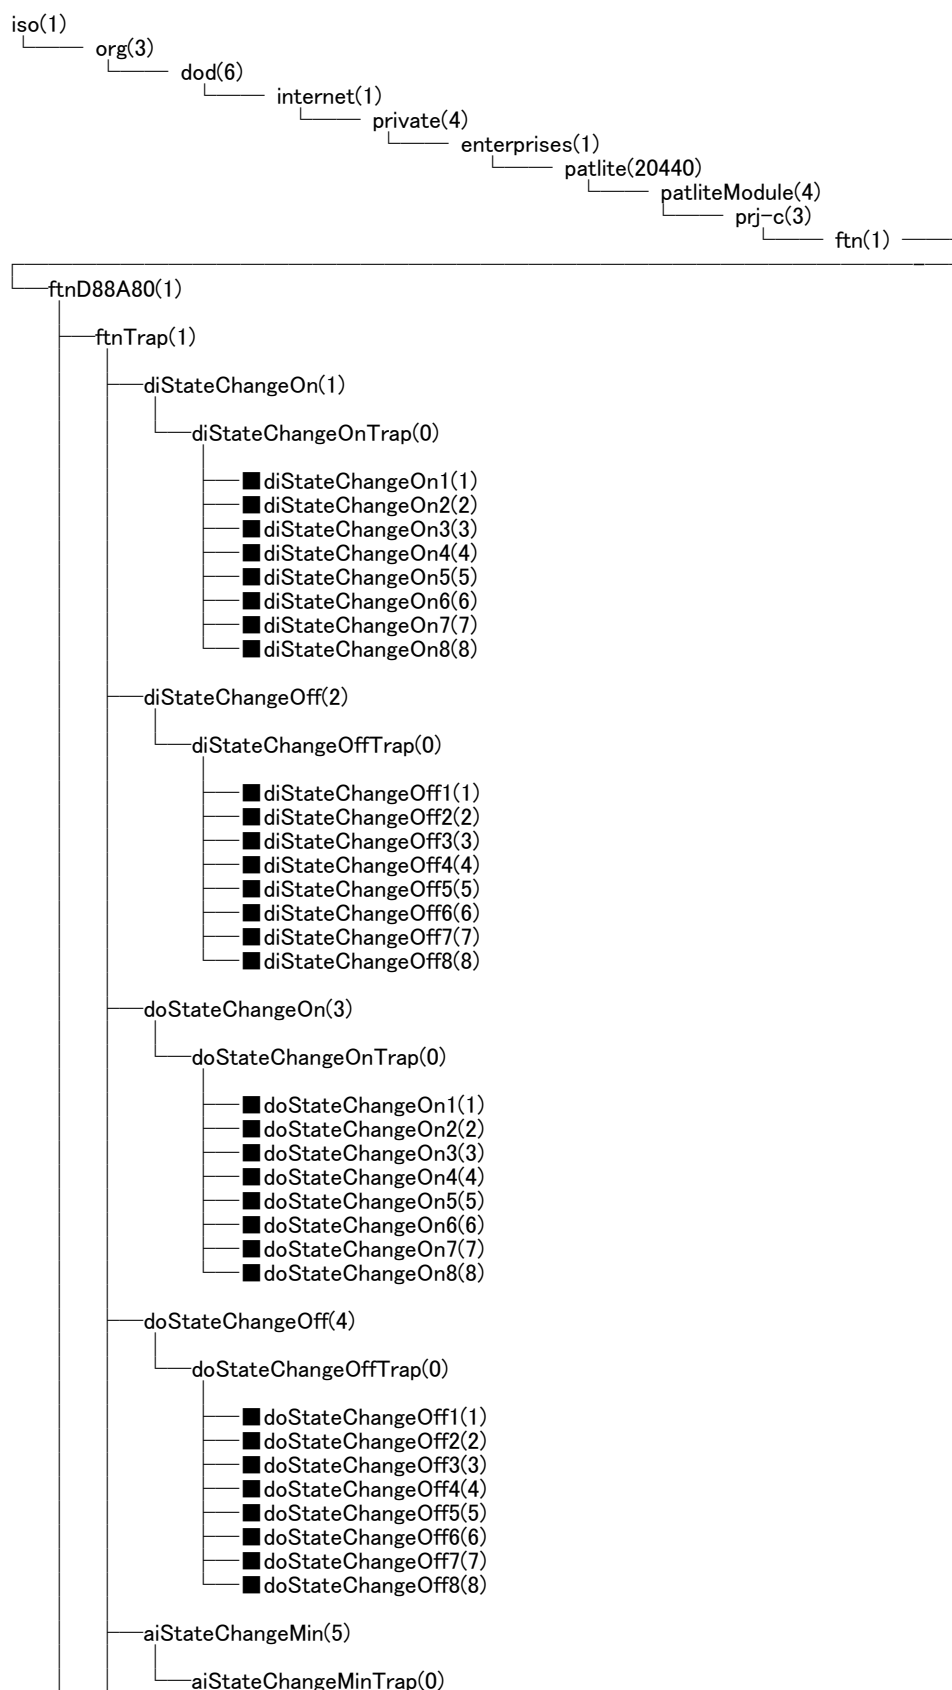 iso(1)
org(3)
dod(6)
internet(1)
private(4)
enterprises(1)
patlite(20440)
patliteModule(4)
prj-c(3)
ftn(1)
ftnD88A80(1)
ftnTrap(1)
diStateChangeOn(1)
diStateChangeOnTrap(0)
■diStateChangeOn1(1)
■diStateChangeOn2(2)
■diStateChangeOn3(3)
■diStateChangeOn4(4)
■diStateChangeOn5(5)
■diStateChangeOn6(6)
■diStateChangeOn7(7)
■diStateChangeOn8(8)
diStateChangeOff(2)
diStateChangeOffTrap(0)
■diStateChangeOff1(1)
■diStateChangeOff2(2)
■diStateChangeOff3(3)
■diStateChangeOff4(4)
■diStateChangeOff5(5)
■diStateChangeOff6(6)
■diStateChangeOff7(7)
■diStateChangeOff8(8)
doStateChangeOn(3)
doStateChangeOnTrap(0)
■doStateChangeOn1(1)
■doStateChangeOn2(2)
■doStateChangeOn3(3)
■doStateChangeOn4(4)
■doStateChangeOn5(5)
■doStateChangeOn6(6)
■doStateChangeOn7(7)
■doStateChangeOn8(8)
doStateChangeOff(4)
doStateChangeOffTrap(0)
■doStateChangeOff1(1)
■doStateChangeOff2(2)
■doStateChangeOff3(3)
■doStateChangeOff4(4)
■doStateChangeOff5(5)
■doStateChangeOff6(6)
■doStateChangeOff7(7)
■doStateChangeOff8(8)
aiStateChangeMin(5)
aiStateChangeMinTrap(0)